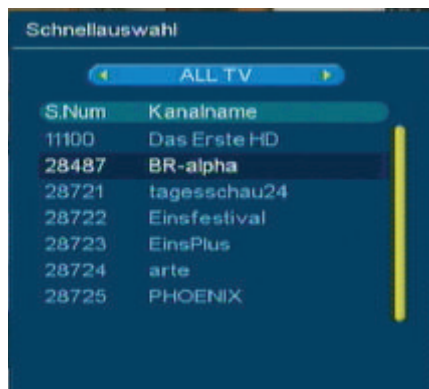 Schnellauswahl
ALL TV
S.Num Kanalname
11100 Das Erste HD
28487 BR-alpha
28721 tagesschau24
28722 Einsfestival
28723 EinsPlus
28724 arte
28725 PHOENIX